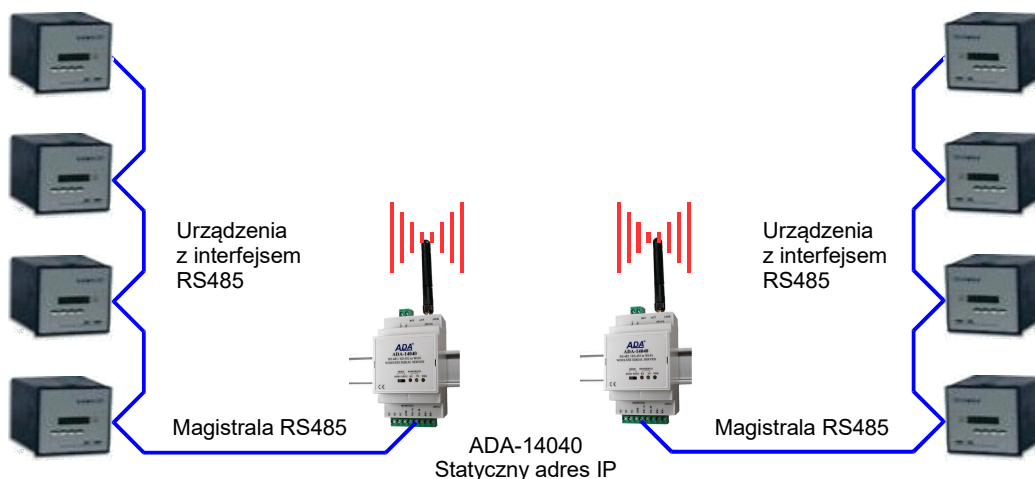 Urządzenia
z interfejsem
RS485
Urządzenia
z interfejsem
RS485
ADA
ADA-14040
ADA
ADA-14040
Magistrala RS485
Magistrala RS485
ADA-14040
Statyczny adres IP